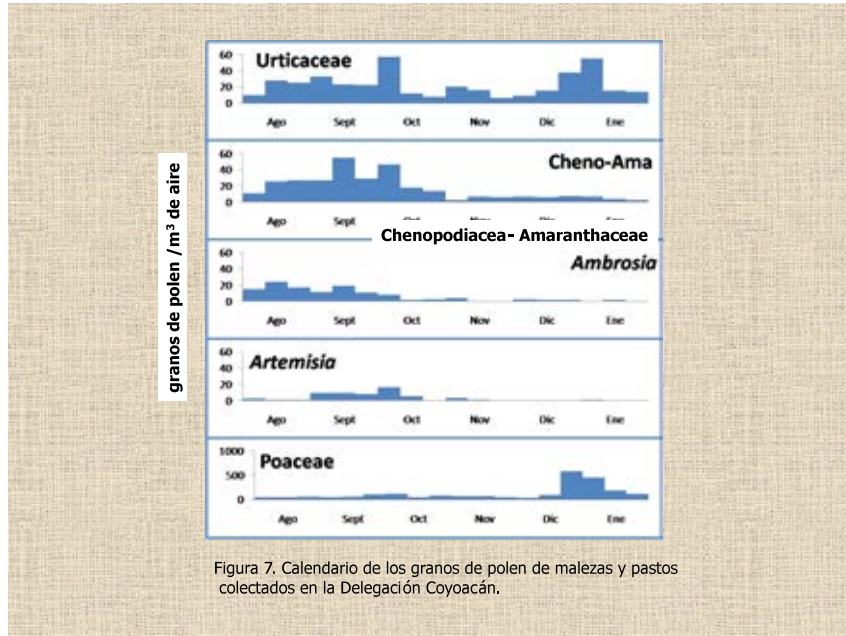 granos de polen /m³ de aire
Urticaceae
60
40
20
0
Ago Sept Oct Nov Dic Ene
Cheno-Ama
60
40
20
0
Ago Sept Oct Dic Ene
Chenopodiacea- Amaranthaceae
Ambrosia
60
40
20
0
Ago Sept Oct Nov Dic Ene
Artemisia
60
40
20
0
Ago Sept Oct Nov Dic Ene
Poaceae
1000
500
0
Ago Sept Oct Nov Dic Ene
Figura 7. Calendario de los granos de polen de malezas y pastos
colectados en la Delegación Coyoacán.